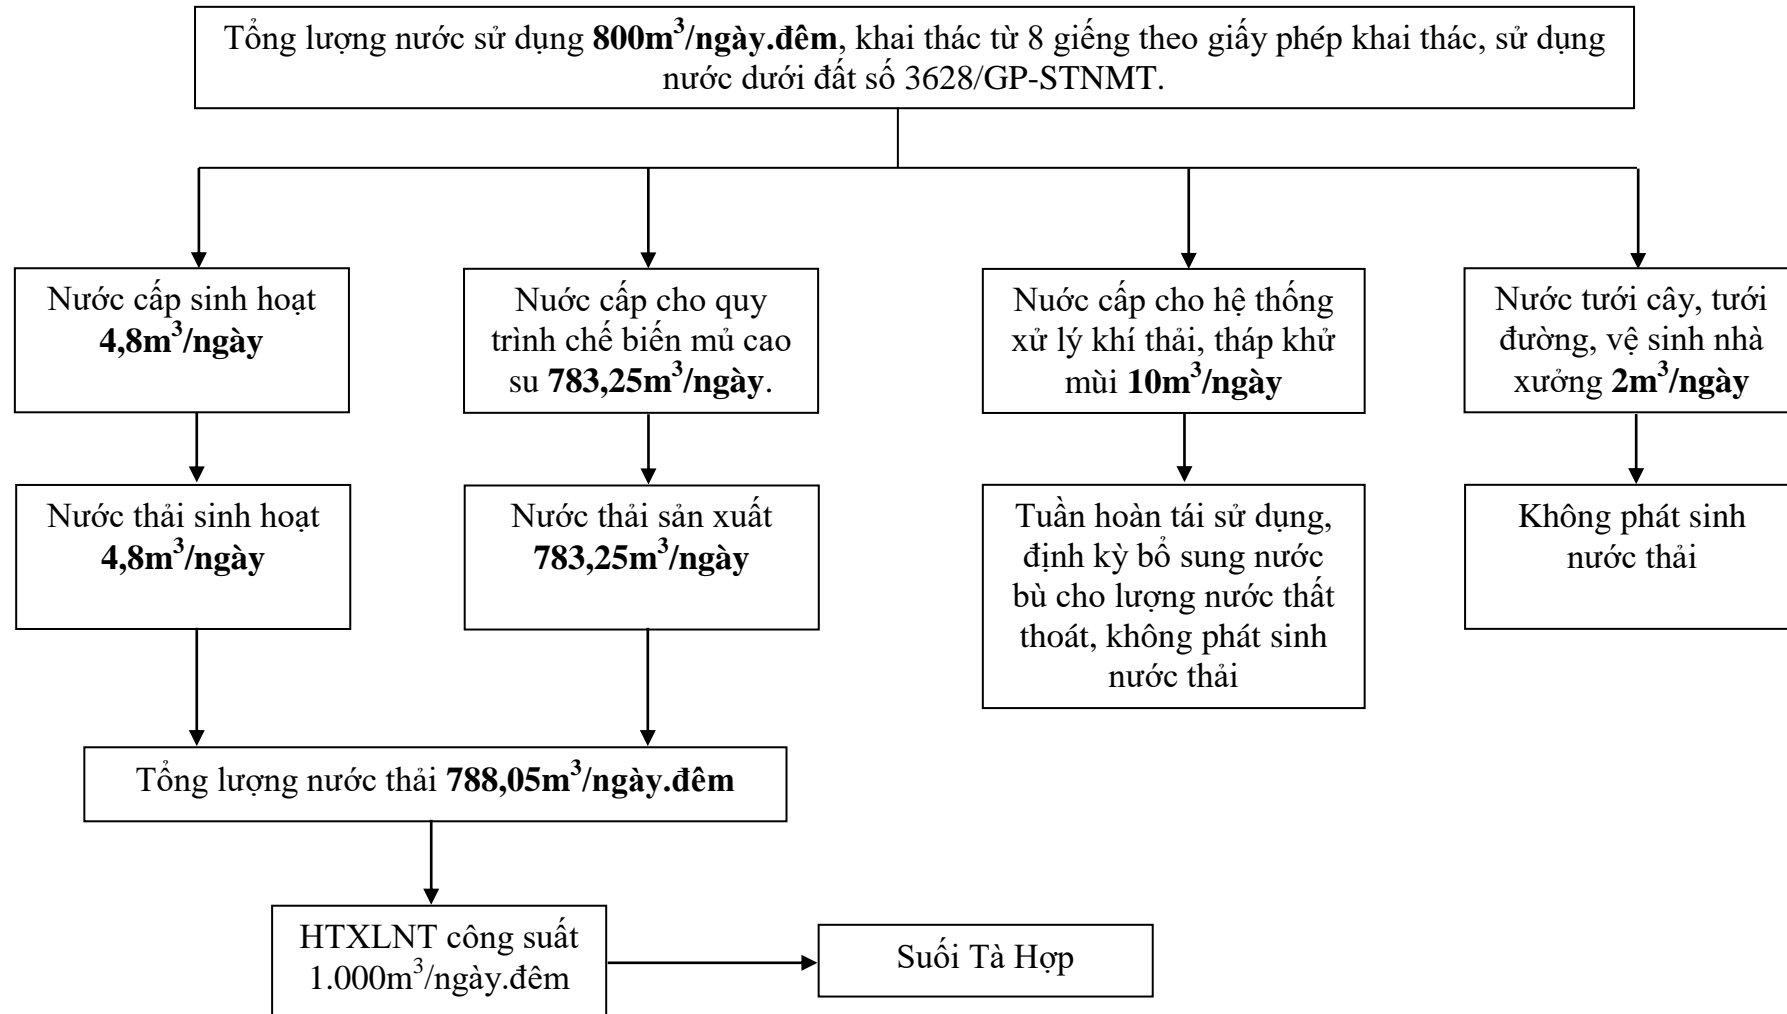 Tổng lượng nước sử dụng 800m³/ngày.đêm, khai thác từ 8 giếng theo giấy phép khai thác, sử dụng
nước dưới đất số 3628/GP-STNMT.
Nước cấp sinh hoạt
4,8m³/ngày
Nuớc cấp cho quy
trình chế biến mủ cao
su 783,25m³/ngày.
Nuớc cấp cho hệ thống
xử lý khí thải, tháp khử
mùi 10m³/ngày
Nước tưới cây, tưới
đường, vệ sinh nhà
xưởng 2m³/ngày
Nước thải sinh hoạt
4,8m³/ngày
Nước thải sản xuất
783,25m³/ngày
Tuần hoàn tái sử dụng,
định kỳ bổ sung nước
bù cho lượng nước thất
thoát, không phát sinh
nước thải
Không phát sinh
nước thải
Tổng lượng nước thải 788,05m³/ngày.đêm
HTXLNT công suất
1.000m³/ngày.đêm
Suối Tà Hợp